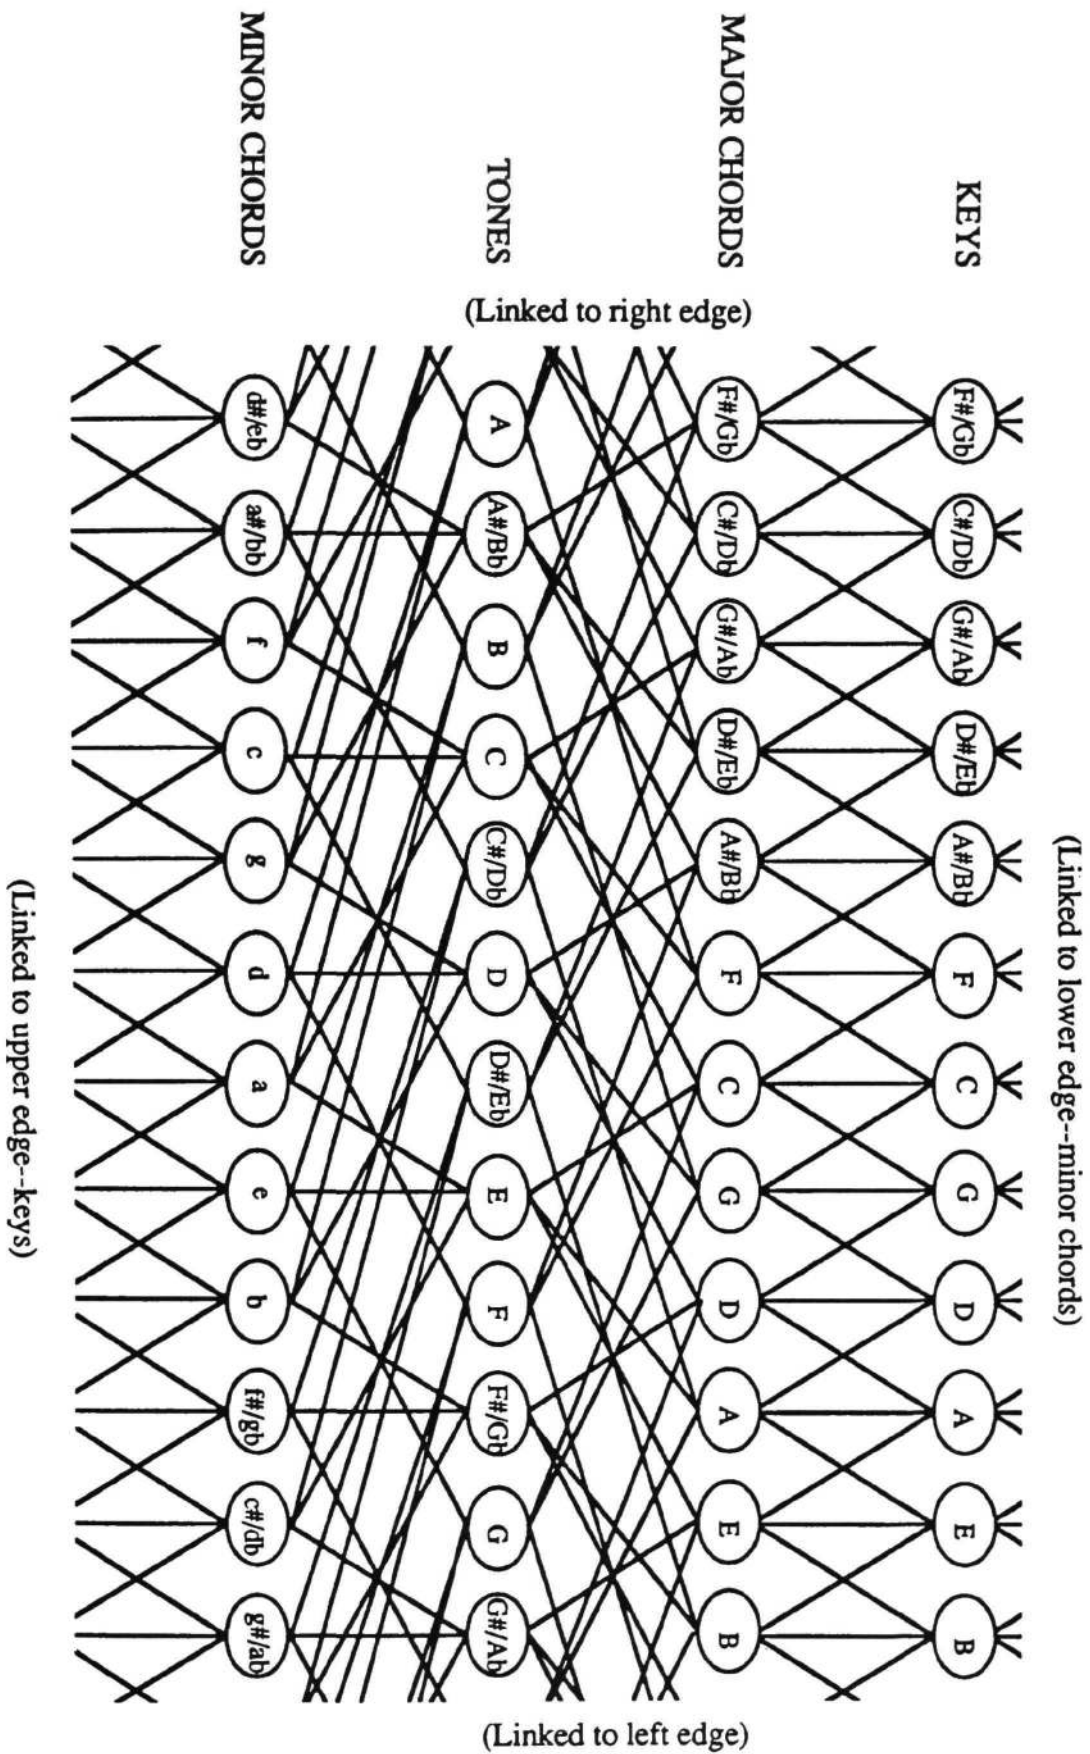 (Linked to lower edge--minor chords)
KEYS
F#/Gb C#/Db G#/Ab D#/Eb A#/Bb F C G D A E B
MAJOR CHORDS
F#/Gb C#/Db G#/Ab D#/Eb A#/Bb F C G D A E B
(Linked to right edge)
TONES
A A#/Bb B C C#/Db D D#/Eb E F F#/Gb G G#/Ab
(Linked to left edge)
MINOR CHORDS
d#/eb a#/bb f c g d a e b f#/gb c#/db g#/ab
(Linked to upper edge--keys)